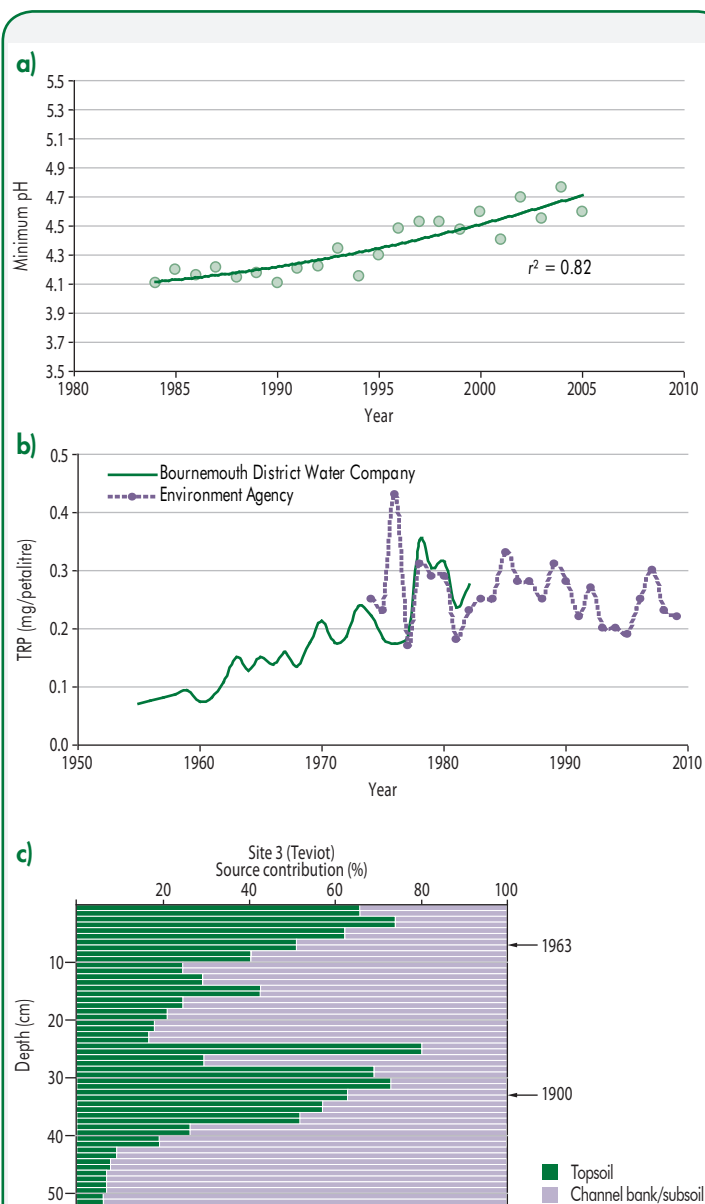 a)
5.5
5.3
5.1
4.9
4.7
4.5
4.3
4.1
3.9
3.7
3.5
Minimum pH
r² = 0.82
1980 1985 1990 1995 2000 2005 2010
Year
b)
0.5
0.4
0.3
0.2
0.1
0.0
TRP (mg/petalitre)
Bournemouth District Water Company
Environment Agency
1950 1960 1970 1980 1990 2000 2010
Year
c)
Site 3 (Teviot)
Source contribution (%)
20 40 60 80 100
1963
10
20
Depth (cm)
30
1900
40
50
Topsoil
Channel bank/subsoil